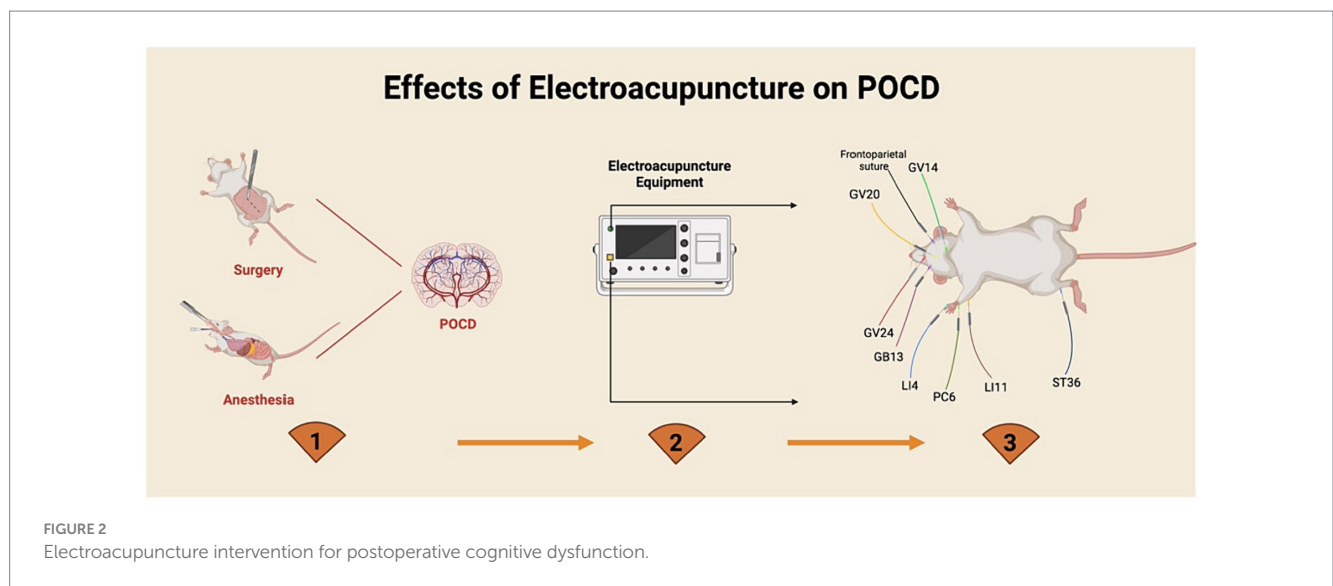 Effects of Electroacupuncture on POCD
Surgery
Anesthesia
POCD
Electroacupuncture
Equipment
Frontoparietal
suture
GV14
GV20
GV24
GB13
LI4
PC6
LI11
ST36
1
2
3
FIGURE 2
Electroacupuncture intervention for postoperative cognitive dysfunction.